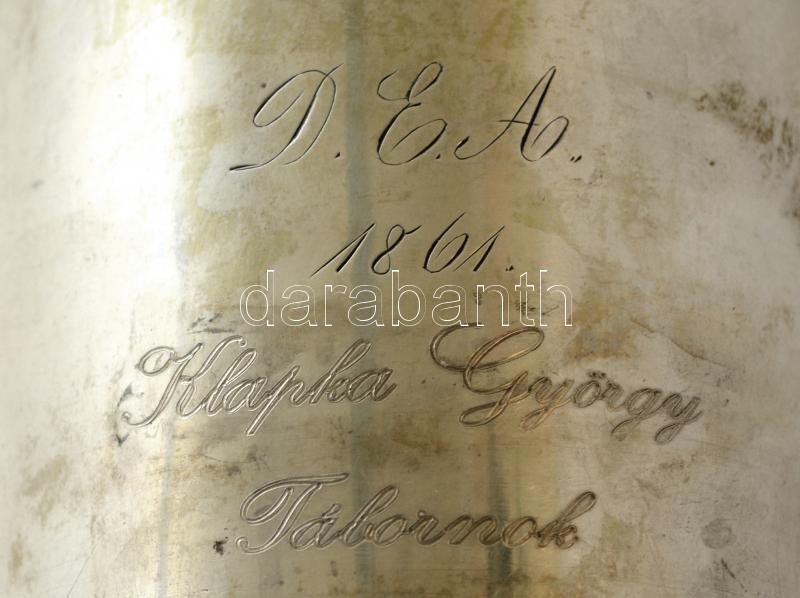 D. E. A.
1861.
darabanth
Klapka György
Tábornok